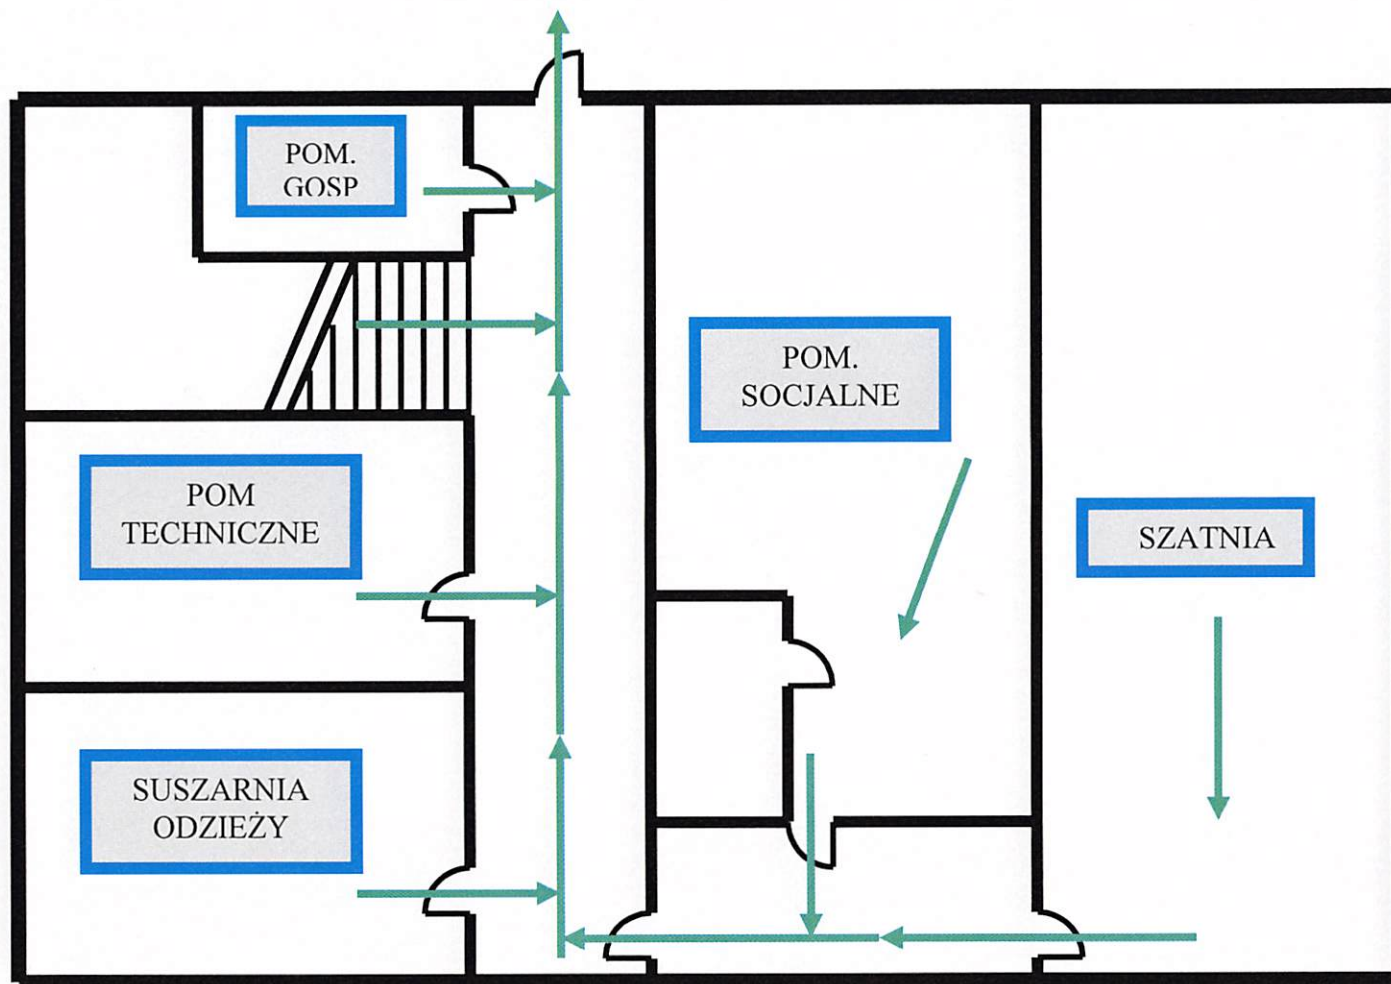 POM.
GOSP
POM.
SOCJALNE
POM
TECHNICZNE
SZATNIA
SUSZARNIA
ODZIEŻY